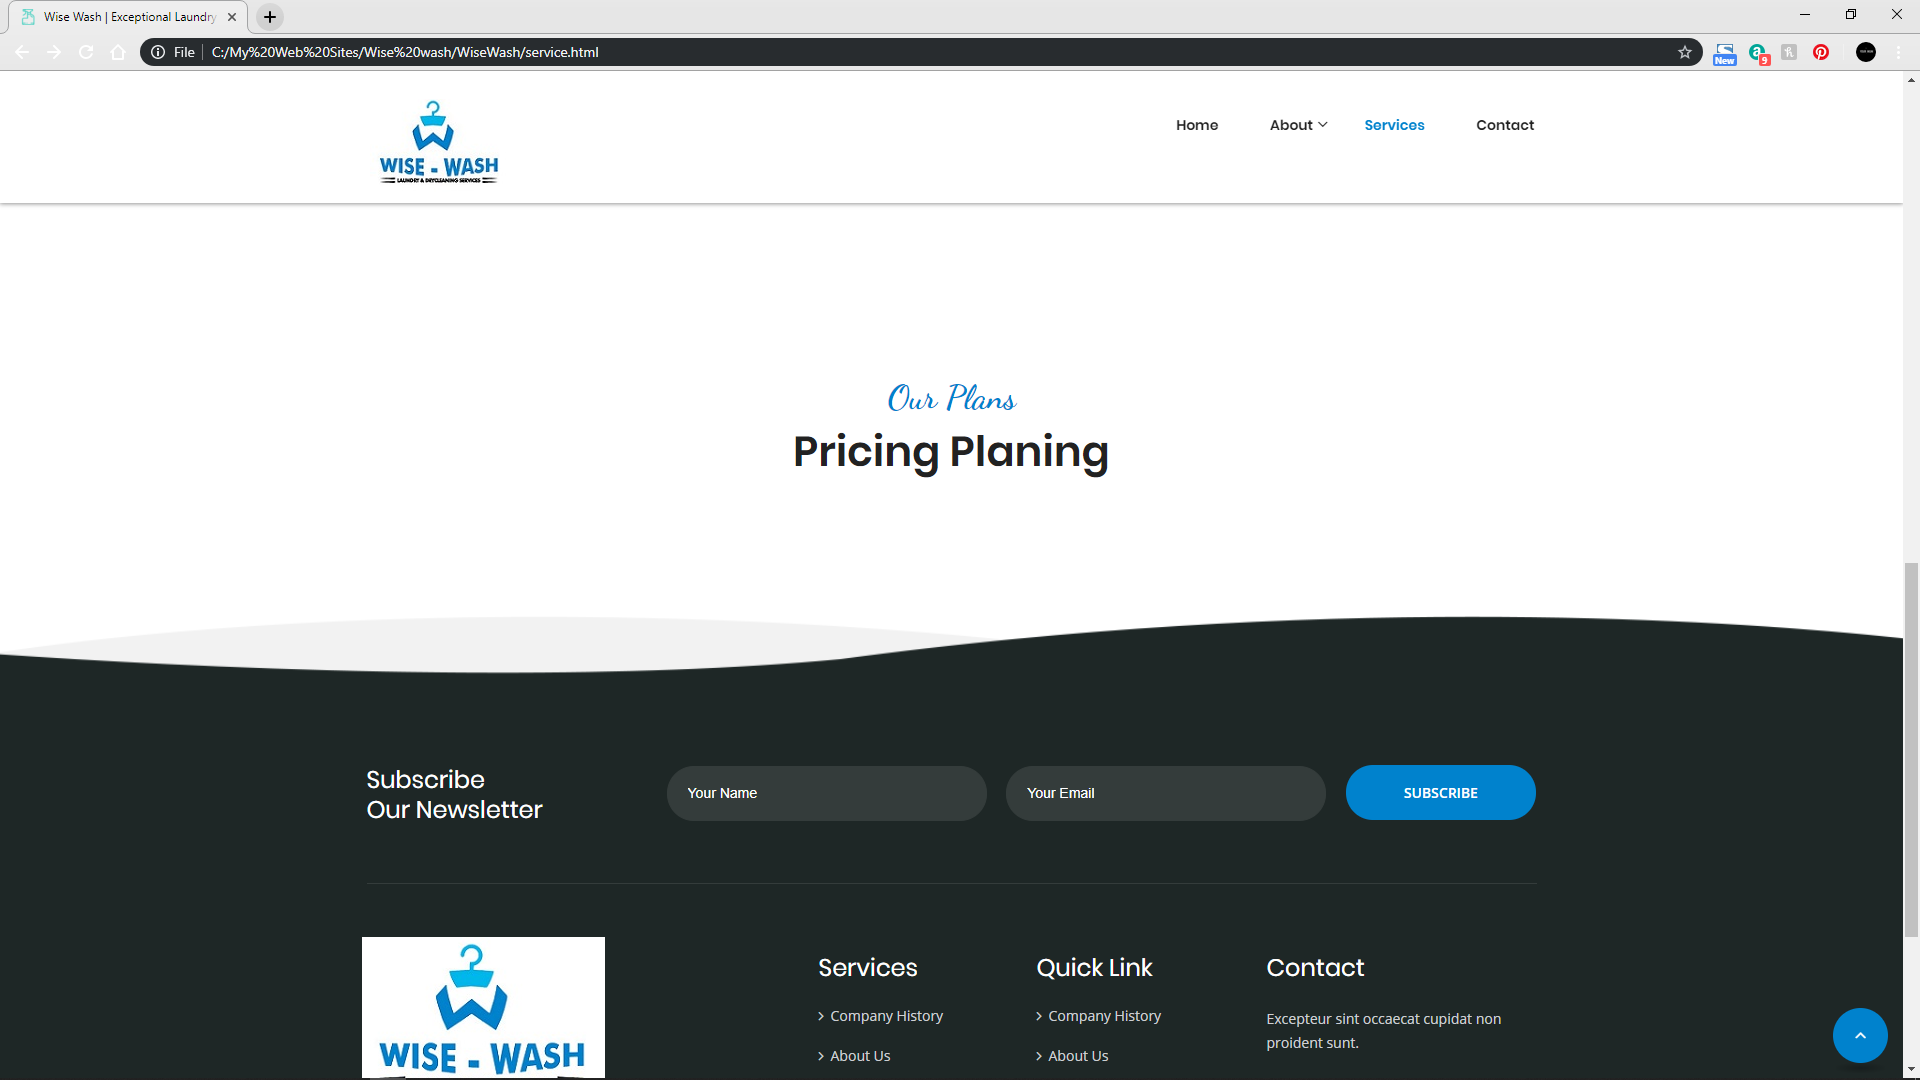 Wise Wash | Exceptional Laundry
File
C:/My%20Web%20Sites/Wise%20wash/WiseWash/service.html
New
a
9
WISE - WASH
LAUNDRY & DRYCLEANING SERVICES
Home
About
Services
Contact
Our Plans
Pricing Planing
Subscribe
Our Newsletter
Your Name
Your Email
SUBSCRIBE
WISE - WASH
Services
Company History
About Us
Quick Link
Company History
About Us
Contact
Excepteur sint occaecat cupidat non
proident sunt.